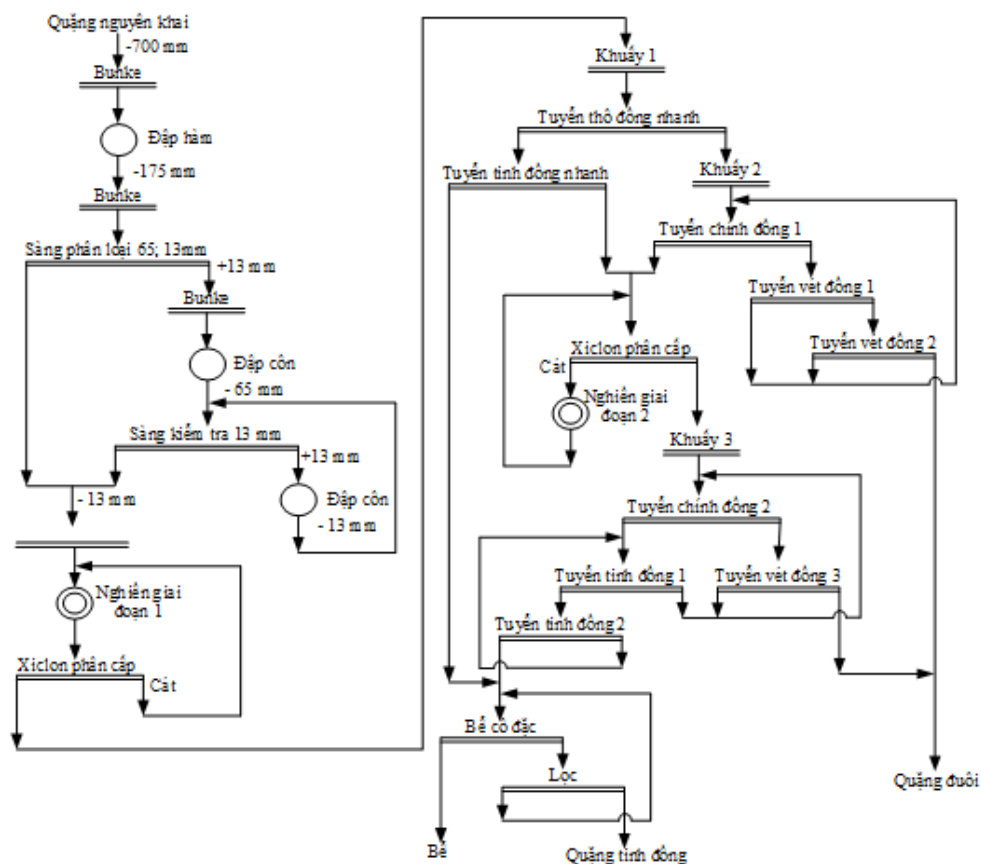 Quặng nguyên khai
-700 mm
Bunke
Đập hàm
-175 mm
Bunke
Sàng phân loại 65; 13mm
+13 mm
Bunke
Đập côn
- 65 mm
Sàng kiểm tra 13 mm
+13 mm
- 13 mm
Đập côn
- 13 mm
Nghiền giai
đoạn 1
Xiclon phân cấp
Cát
Khuấy 1
Tuyển thô đồng nhanh
Tuyển tinh đồng nhanh
Khuấy 2
Tuyển chính đồng 1
Tuyển vét đồng 1
Tuyển vét đồng 2
Xiclon phân cấp
Cát
Nghiền giai
đoạn 2
Khuấy 3
Tuyển chính đồng 2
Tuyển tinh đồng 1
Tuyển vét đồng 3
Tuyển tinh đồng 2
Bể cô đặc
Lọc
Quặng đuôi
Bể
Quặng tinh đồng